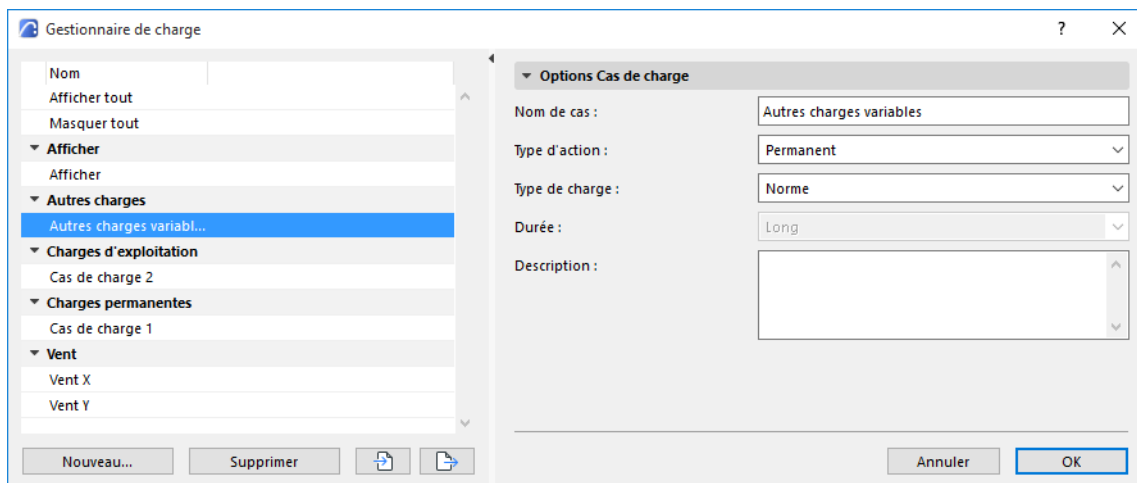 Gestionnaire de charge
?
Nom
Afficher tout
Masquer tout
Afficher
Afficher
Autres charges
Autres charges variabl...
Charges d'exploitation
Cas de charge 2
Charges permanentes
Cas de charge 1
Vent
Vent X
Vent Y
Nouveau...
Supprimer
Options Cas de charge
Nom de cas : Autres charges variables
Type d'action : Permanent
Type de charge : Norme
Durée : Long
Description :
Annuler
OK